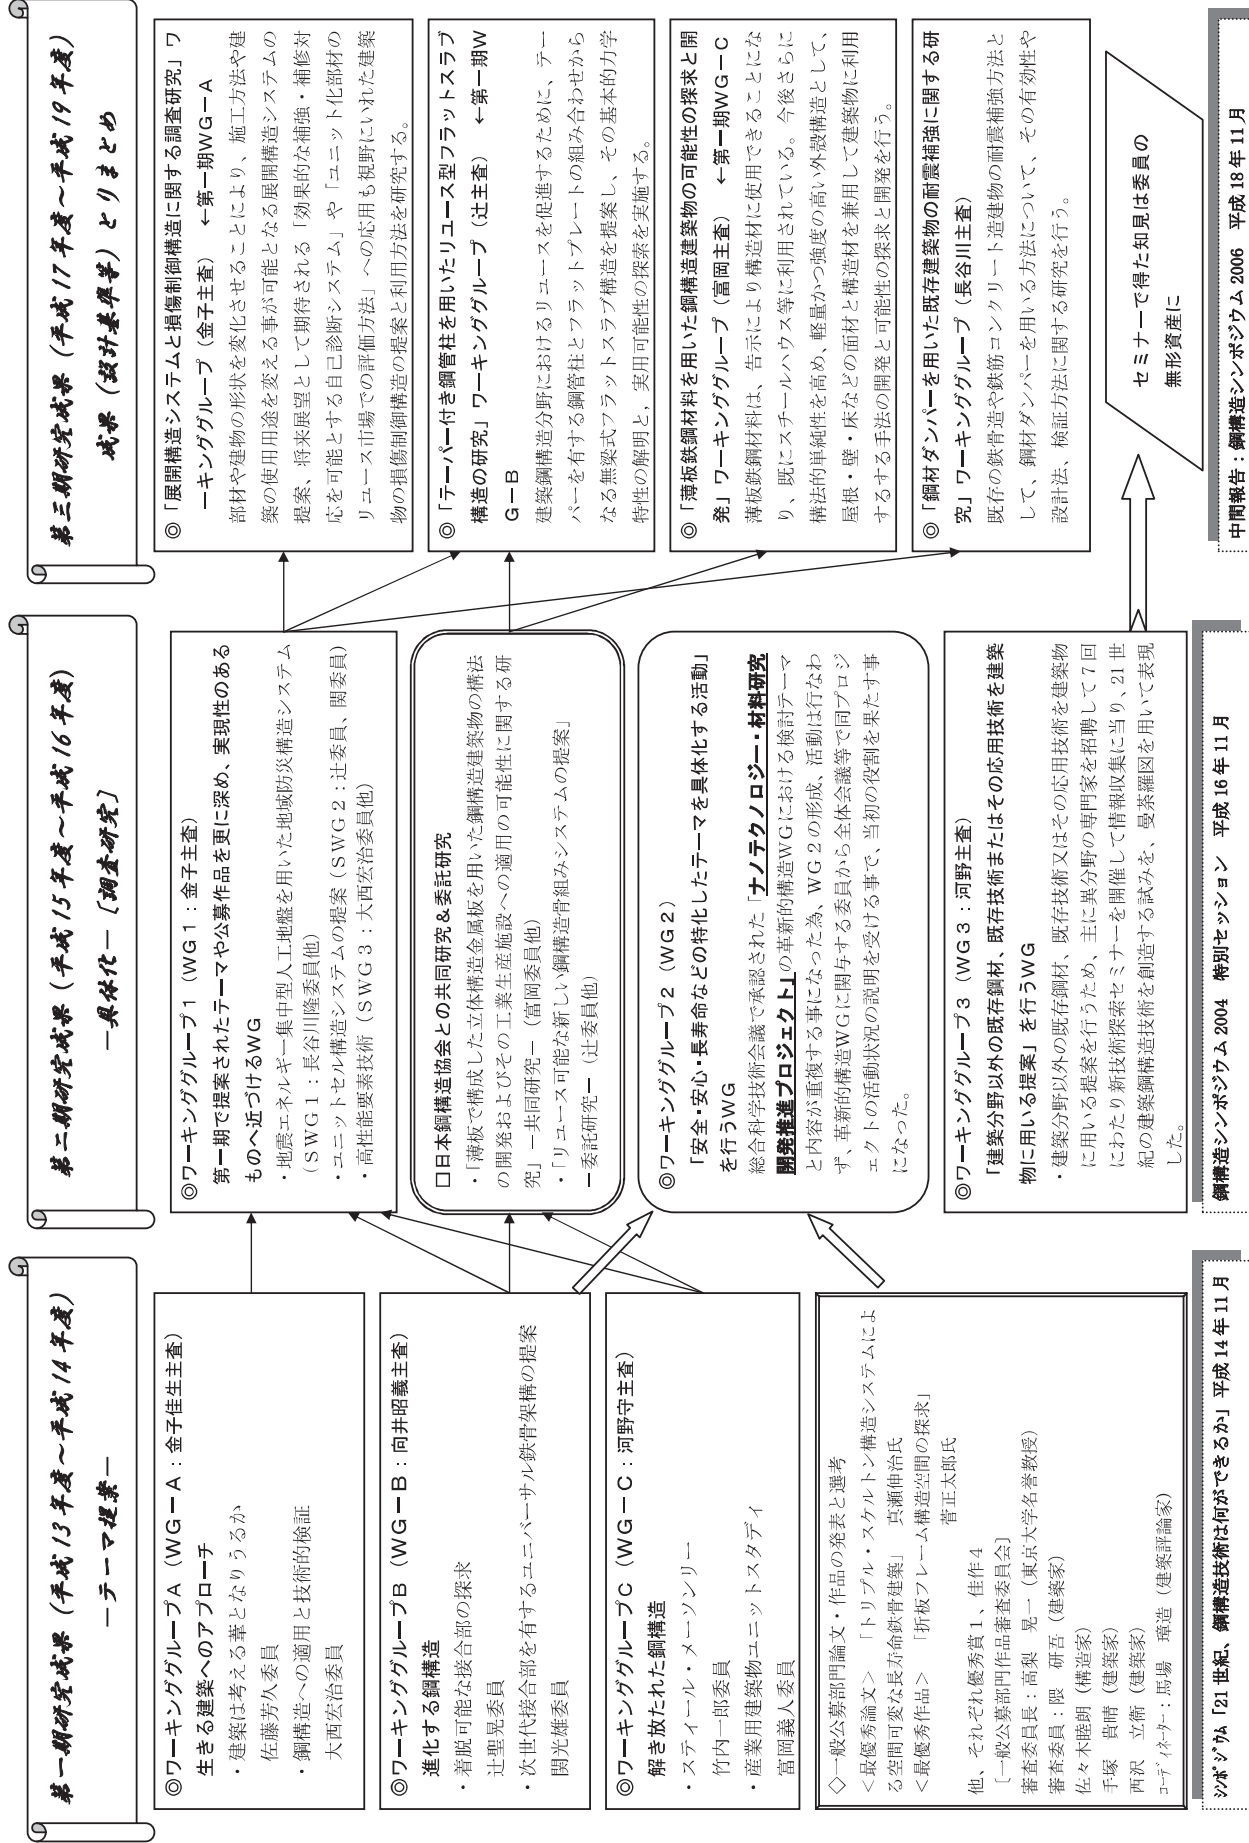 第一期研究成果（平成13年度～平成14年度）
－テーマ提案－
◎ワーキンググループA（WG－A：金子佳生主査）
生きる建築へのアプローチ
・建築は考える葦となりうるか
佐藤芳久委員
・鋼構造への適用と技術的検証
大西宏治委員
◎ワーキンググループB（WG－B：向井昭義主査）
進化する鋼構造
・着脱可能な接合部の探求
辻聖晃委員
・次世代接合部を有するユニバーサル鉄骨架構の提案
関光雄委員
◎ワーキンググループC（WG－C：河野守主査）
解き放たれた鋼構造
・スティール・メーソンリー
竹内一郎委員
・産業用建築物ユニットスタディ
富岡義人委員
◇一般公募部門論文・作品の発表と選考
＜最優秀論文＞「トリプル・スケルトン構造システムによ
る空間可変な長寿命鉄骨建築」　真瀬伸治氏
＜最優秀作品＞　「折板フレーム構造空間の探求」
菅正太郎氏
他、それぞれ優秀賞１、佳作４
［一般公募部門作品審査委員会］
審査委員長：高梨　晃一（東京大学名誉教授）
審査委員：隈　研吾（建築家）
佐々木睦朗（構造家）
手塚　貴晴（建築家）
西沢　立衛（建築家）
コーディネーター：馬場　璋造（建築評論家）
シンポジウム「21世紀、鋼構造技術は何ができるか」平成14年11月
第二期研究成果（平成15年度～平成16年度）
－具体化－［調査研究］
◎ワーキンググループ１（WG１：金子主査）
第一期で提案されたテーマや公募作品を更に深め、実現性のある
ものへ近づけるWG
・地震エネルギー集中型人工地盤を用いた地域防災構造システム
（ＳＷＧ１：長谷川隆委員他）
・ユニットセル構造システムの提案（ＳＷＧ２：辻委員、関委員）
・高性能要素技術（ＳＷＧ３：大西宏治委員他）
□日本鋼構造協会との共同研究＆委託研究
・「薄板で構成した立体構造金属板を用いた鋼構造建築物の構法
の開発およびその工業生産施設への適用の可能性に関する研
究」－共同研究－（富岡委員他）
・「リユース可能な新しい鋼構造骨組みシステムの提案」
－委託研究－（辻委員他）
◎ワーキンググループ２（WG２）
「安全・安心・長寿命などの特化したテーマを具体化する活動」
を行うWG
総合科学技術会議で承認された「ナノテクノロジー・材料研究
開発推進プロジェクト」の革新的構造WGにおける検討テーマ
と内容が重複する事になった為、WG２の形成、活動は行なわ
ず、革新的構造WGに関与する委員から全体会議等で同プロジ
ェクトの活動状況の説明を受ける事で、当初の役割を果たす事
になった。
◎ワーキンググループ３（WG３：河野主査）
「建築分野以外の既存鋼材、既存技術またはその応用技術を建築
物に用いる提案」を行うWG
・建築分野以外の既存鋼材、既存技術又はその応用技術を建築物
に用いる提案を行うため、主に異分野の専門家を招聘して７回
にわたり新技術探索セミナーを開催して情報収集に当り、21世
紀の建築鋼構造技術を創造する試みを、曼荼羅図を用いて表現
した。
鋼構造シンポジウム2004　特別セッション　平成16年11月
第三期研究成果（平成17年度～平成19年度）
成果（設計基準等）とりまとめ
◎「展開構造システムと損傷制御構造に関する調査研究」ワ
ーキンググループ（金子主査）　←第一期WG－A
部材や建物の形状を変化させることにより、施工方法や建
築の使用用途を変える事が可能となる展開構造システムの
提案、将来展望として期待される「効果的な補強・補修対
応を可能とする自己診断システム」や「ユニット化部材の
リユース市場での評価方法」への応用も視野にいれた建築
物の損傷制御構造の提案と利用方法を研究する。
◎「テーパー付き鋼管柱を用いたリユース型フラットスラブ
構造の研究」ワーキンググループ（辻主査）　←第一期W
G－B
建築鋼構造分野におけるリユースを促進するために、テー
パーを有する鋼管柱とフラットプレートの組み合わせから
なる無梁式フラットスラブ構造を提案し、その基本的力学
特性の解明と，実用可能性の探索を実施する。
◎「薄板鉄鋼材料を用いた鋼構造建築物の可能性の探求と開
発」ワーキンググループ（富岡主査）　←第一期WG－C
薄板鉄鋼材料は、告示により構造材に使用できることにな
り、既にスチールハウス等に利用されている。今後さらに
構法的単純性を高め、軽量かつ強度の高い外殻構造として、
屋根・壁・床などの面材と構造材を兼用して建築物に利用
するする手法の開発と可能性の探求と開発を行う。
◎「鋼材ダンパーを用いた既存建築物の耐震補強に関する研
究」ワーキンググループ（長谷川主査）
既存の鉄骨造や鉄筋コンクリート造建物の耐震補強方法と
して、鋼材ダンパーを用いる方法について、その有効性や
設計法、検証方法に関する研究を行う。
セミナーで得た知見は委員の
無形資産に
中間報告：鋼構造シンポジウム2006　平成18年11月